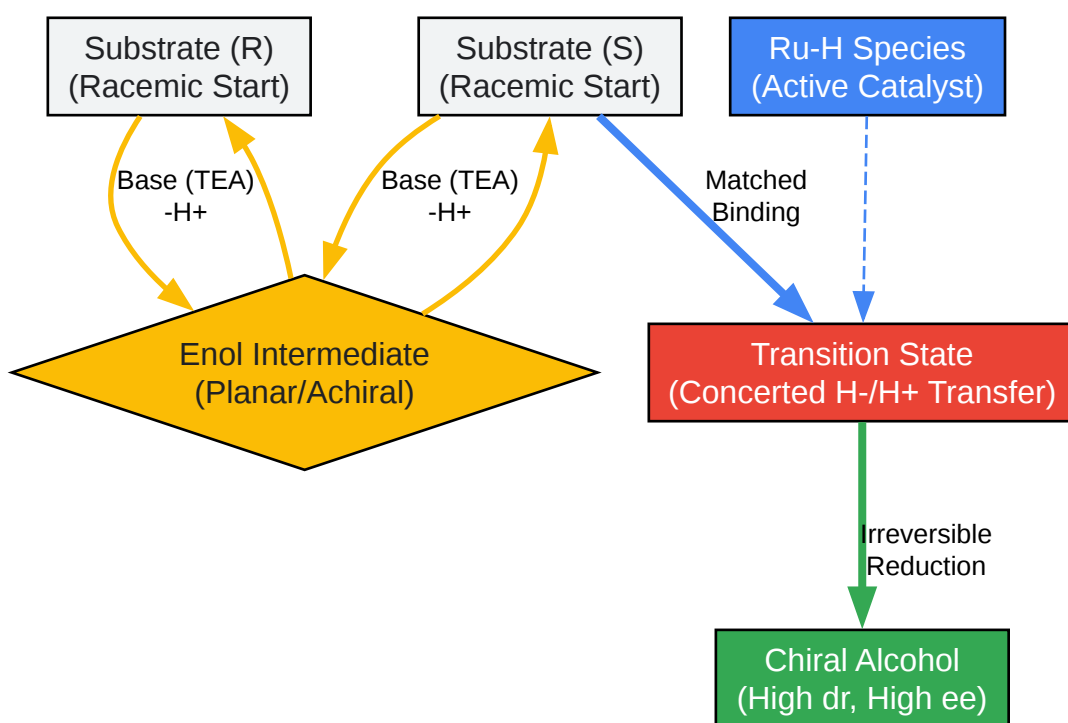 Substrate (R)
(Racemic Start)
Substrate (S)
(Racemic Start)
Ru-H Species
(Active Catalyst)
Base (TEA)
-H+
Base (TEA)
-H+
Matched
Binding
Enol Intermediate
(Planar/Achiral)
Transition State
(Concerted H-/H+ Transfer)
Irreversible
Reduction
Chiral Alcohol
(High dr, High ee)